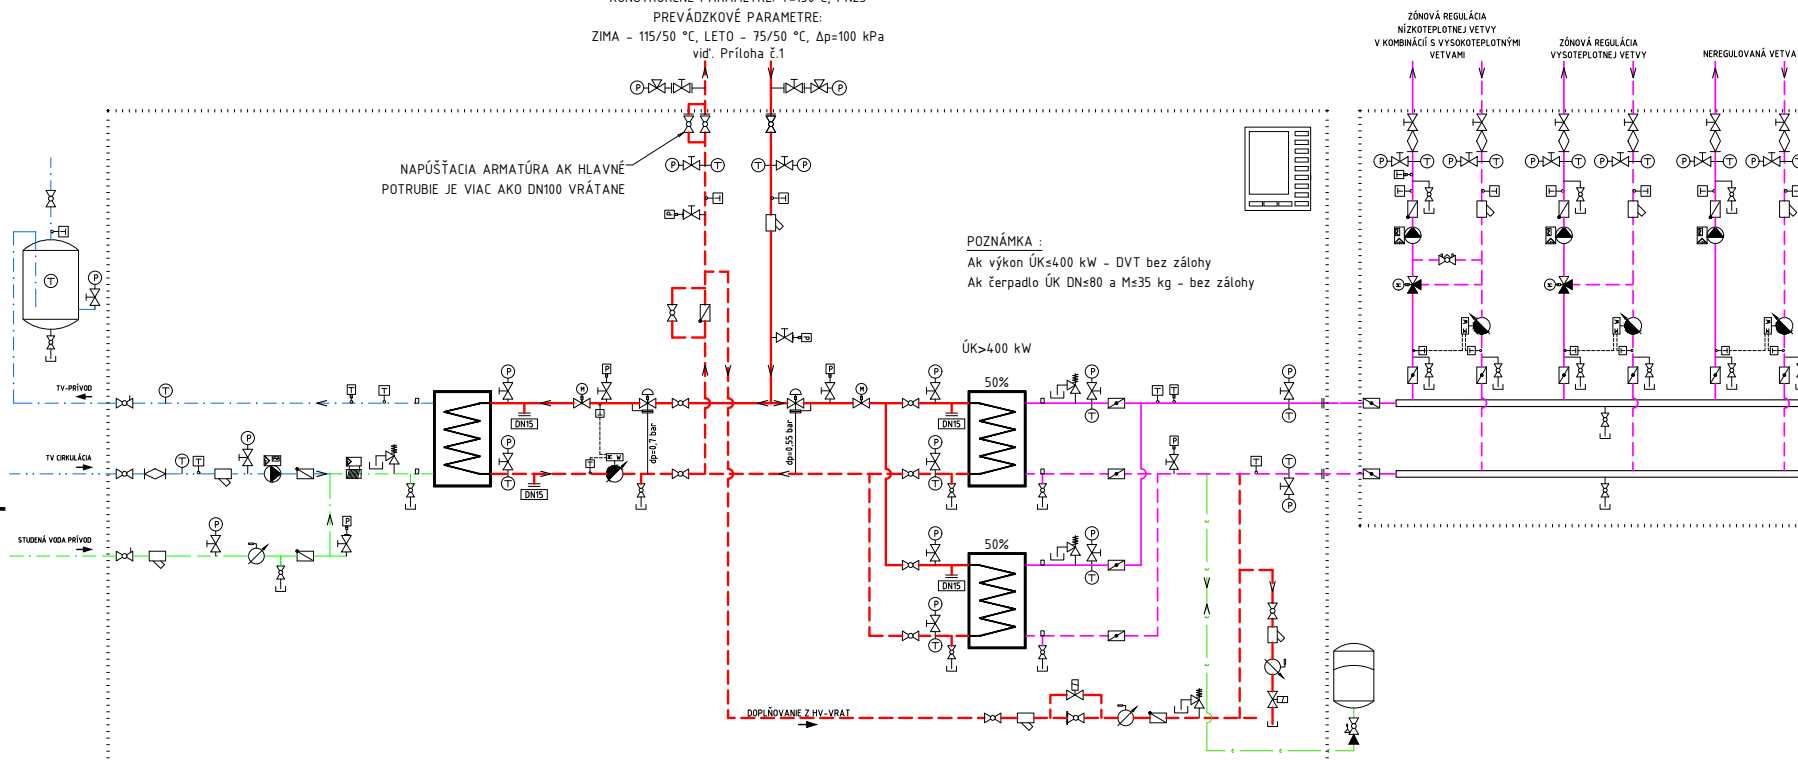 PREVÁDZKOVÉ PARAMETRE:
ZIMA - 115/50 °C, LETO - 75/50 °C, Δp=100 kPa
viď. Príloha č.1
ZÓNOVÁ REGULÁCIA
NÍZKOTEPLOTNEJ VETVY
V KOMBINÁCIÍ S VYSOKOTEPLOTNÝMI
VETVAMI
ZÓNOVÁ REGULÁCIA
VYSOKOTEPLOTNEJ VETVY
NEREGULOVANÁ VETVA
NAPÚŠŤACIA ARMATÚRA AK HLAVNÉ
POTRUBIE JE VIAC AKO DN100 VRÁTANE
POZNÁMKA :
Ak výkon ÚK≤400 kW - DVT bez zálohy
Ak čerpadlo ÚK DN≤80 a M≤35 kg - bez zálohy
ÚK>400 kW
50%
TV-PRÍVOD
DN15
DN15
dp=0,7 bar
dp=0,55 bar
TV CIRKULÁCIA
DN15
STUDENÁ VODA PRÍVOD
50%
DN15
DOPLŇOVANIE Z HV-VRAT